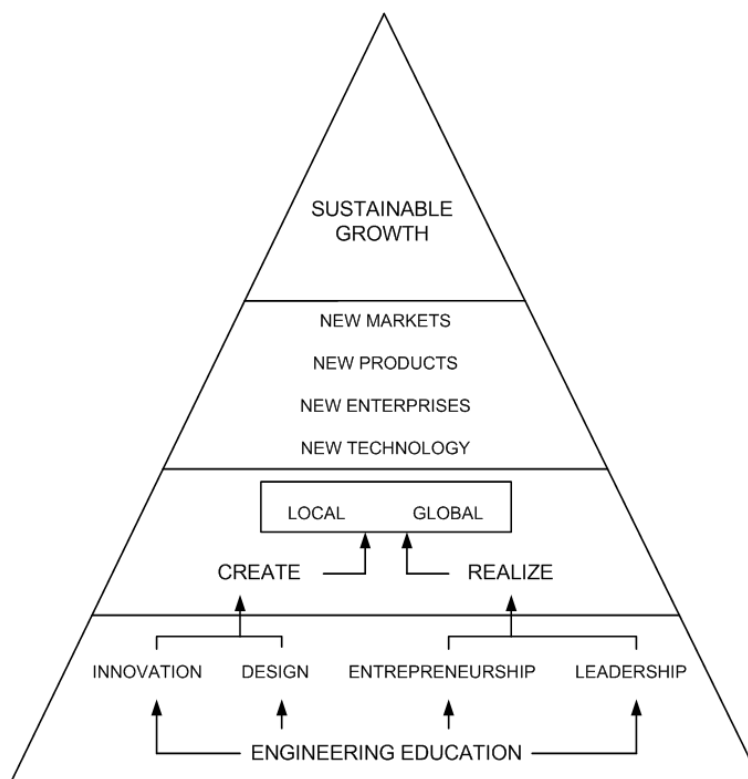 SUSTAINABLE
GROWTH
NEW MARKETS
NEW PRODUCTS
NEW ENTERPRISES
NEW TECHNOLOGY
LOCAL GLOBAL
CREATE REALIZE
INNOVATION DESIGN ENTREPRENEURSHIP LEADERSHIP
ENGINEERING EDUCATION